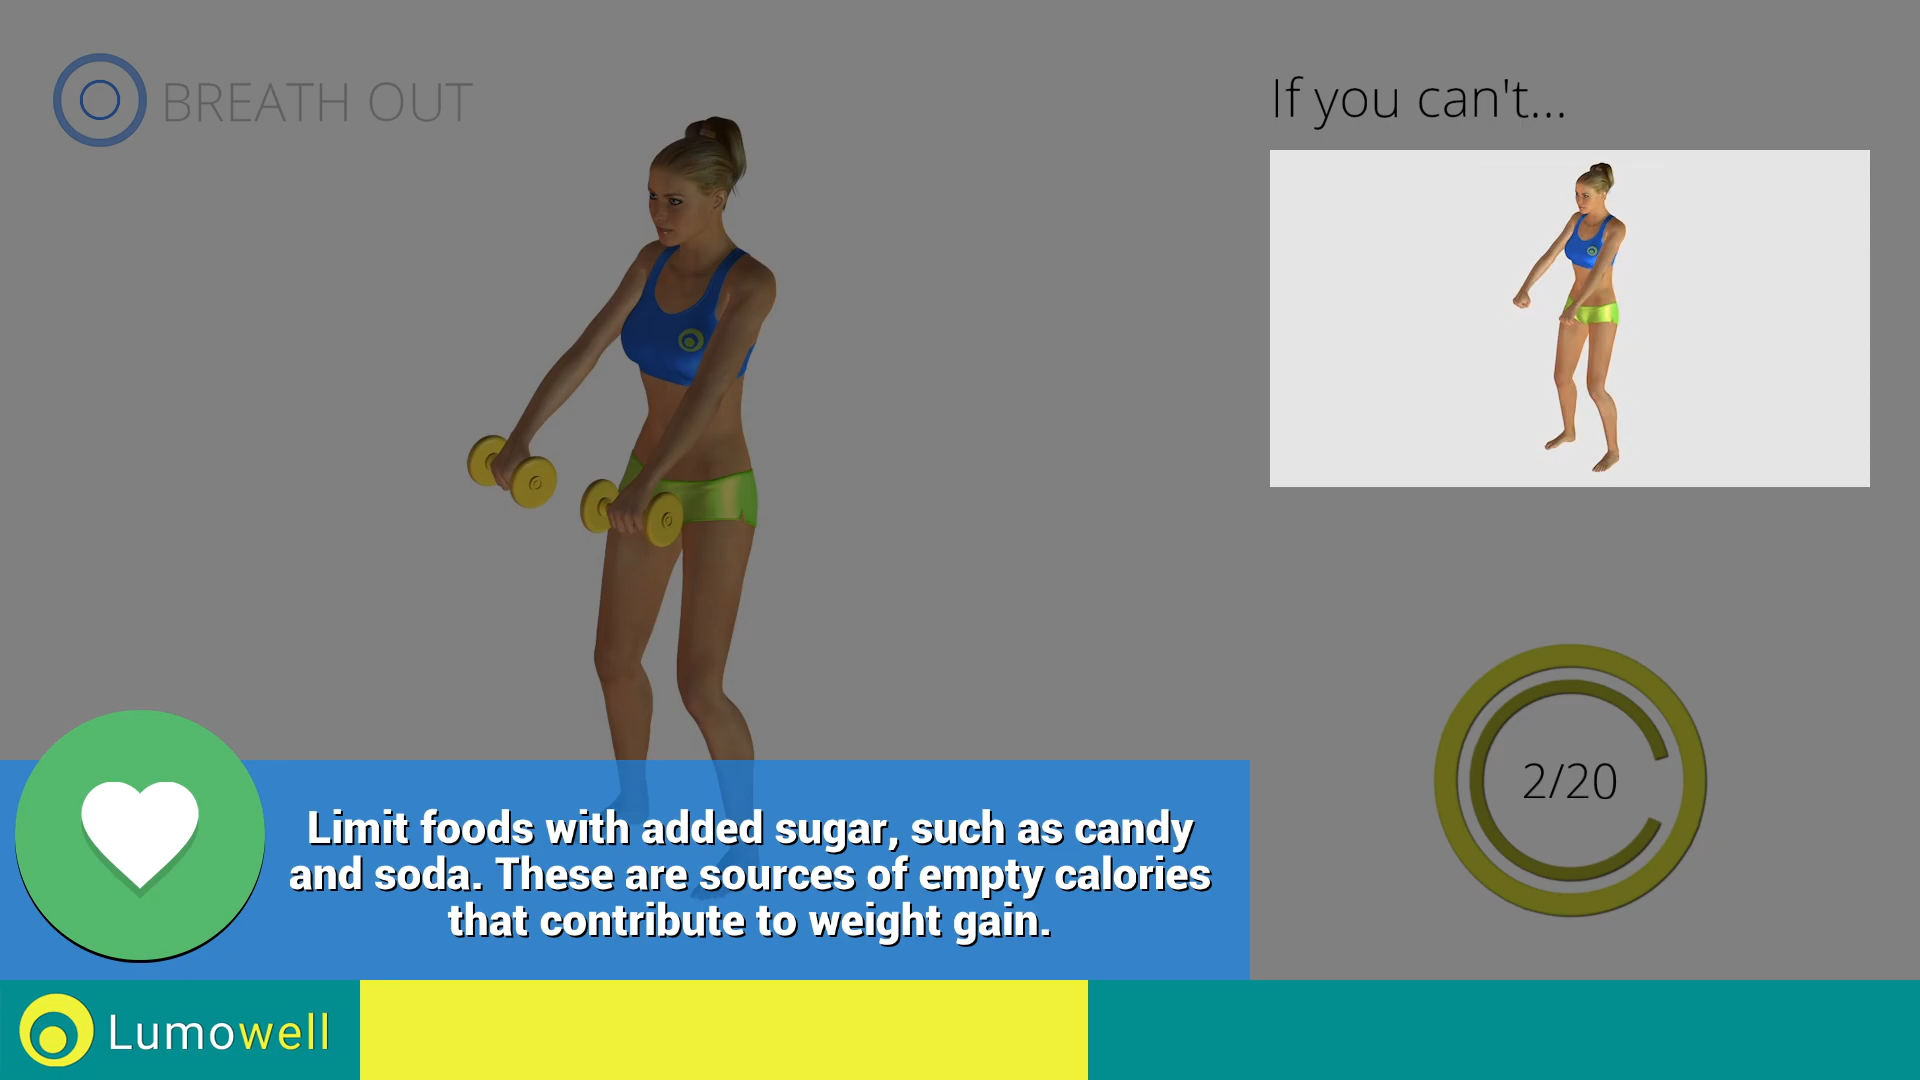 BREATH OUT
If you can't...
2/20
Limit foods with added sugar, such as candy
and soda. These are sources of empty calories
that contribute to weight gain.
Lumowell